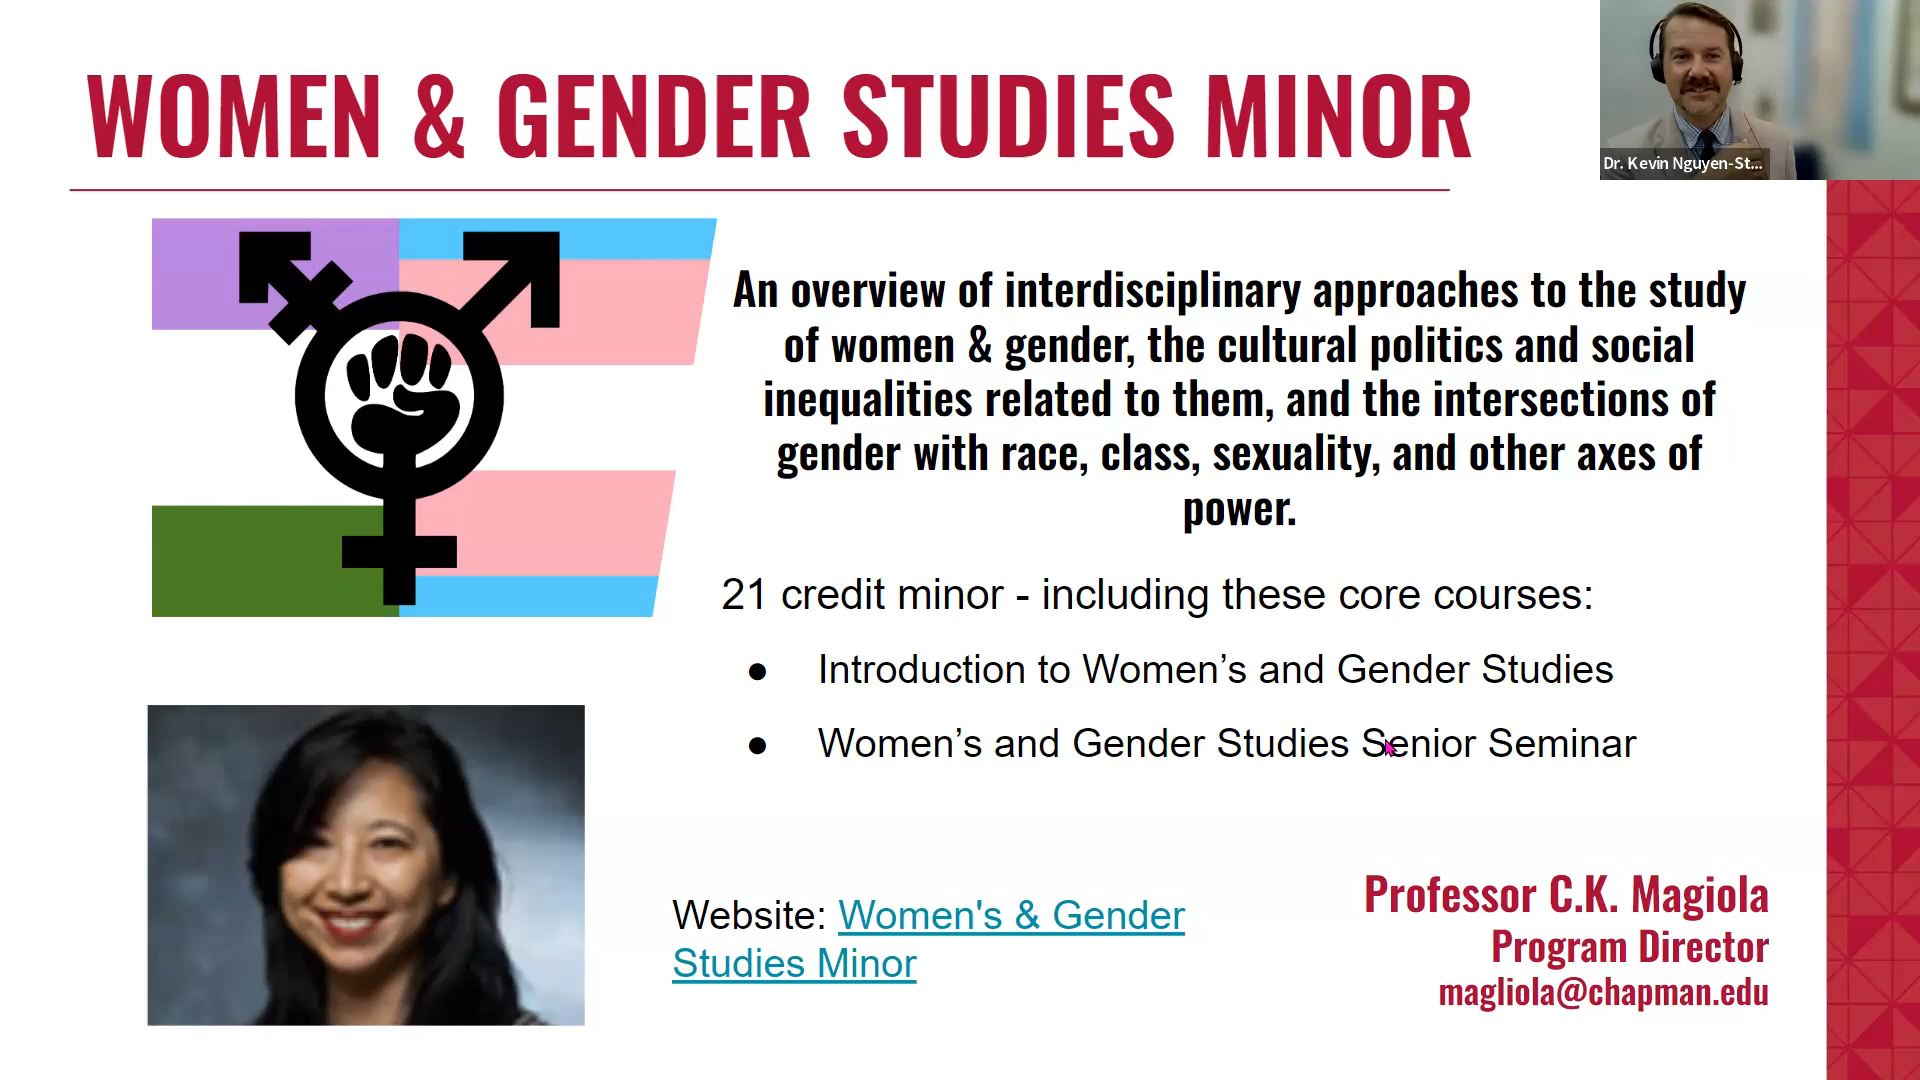 WOMEN & GENDER STUDIES MINOR
Dr. Kevin Nguyen-St...
An overview of interdisciplinary approaches to the study
of women & gender, the cultural politics and social
inequalities related to them, and the intersections of
gender with race, class, sexuality, and other axes of
power.
21 credit minor - including these core courses:
● Introduction to Women’s and Gender Studies
● Women’s and Gender Studies Senior Seminar
Website: Women's & Gender
Studies Minor
Professor C.K. Magiola
Program Director
magliola@chapman.edu